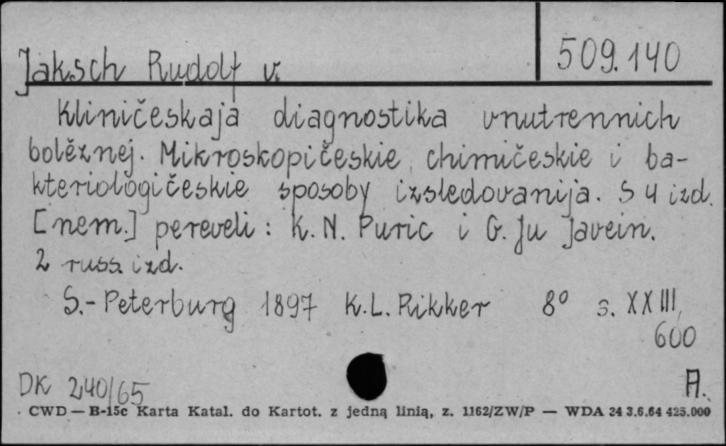 509.140
Jaksch Rudolf v.
Kliničeskaja diagnostika vnutrennich
bolěznej. Mikroskopičeskie, chimičeskie i ba-
kteriologičeskie sposoby izsledovanija. S 4 izd.
[nem.] pereveli: K. N. Puric i G. Ju Javein.
2 russ. izd.
S.-Peterburg 1897 K.L. Rikker 8° s. XXIII,
600
DK 240/65 A.
CWD — B-15c Karta Katal. do Kartot. z jedną linią, z. 1162/ZW/P — WDA 24 3.6.64 425.000